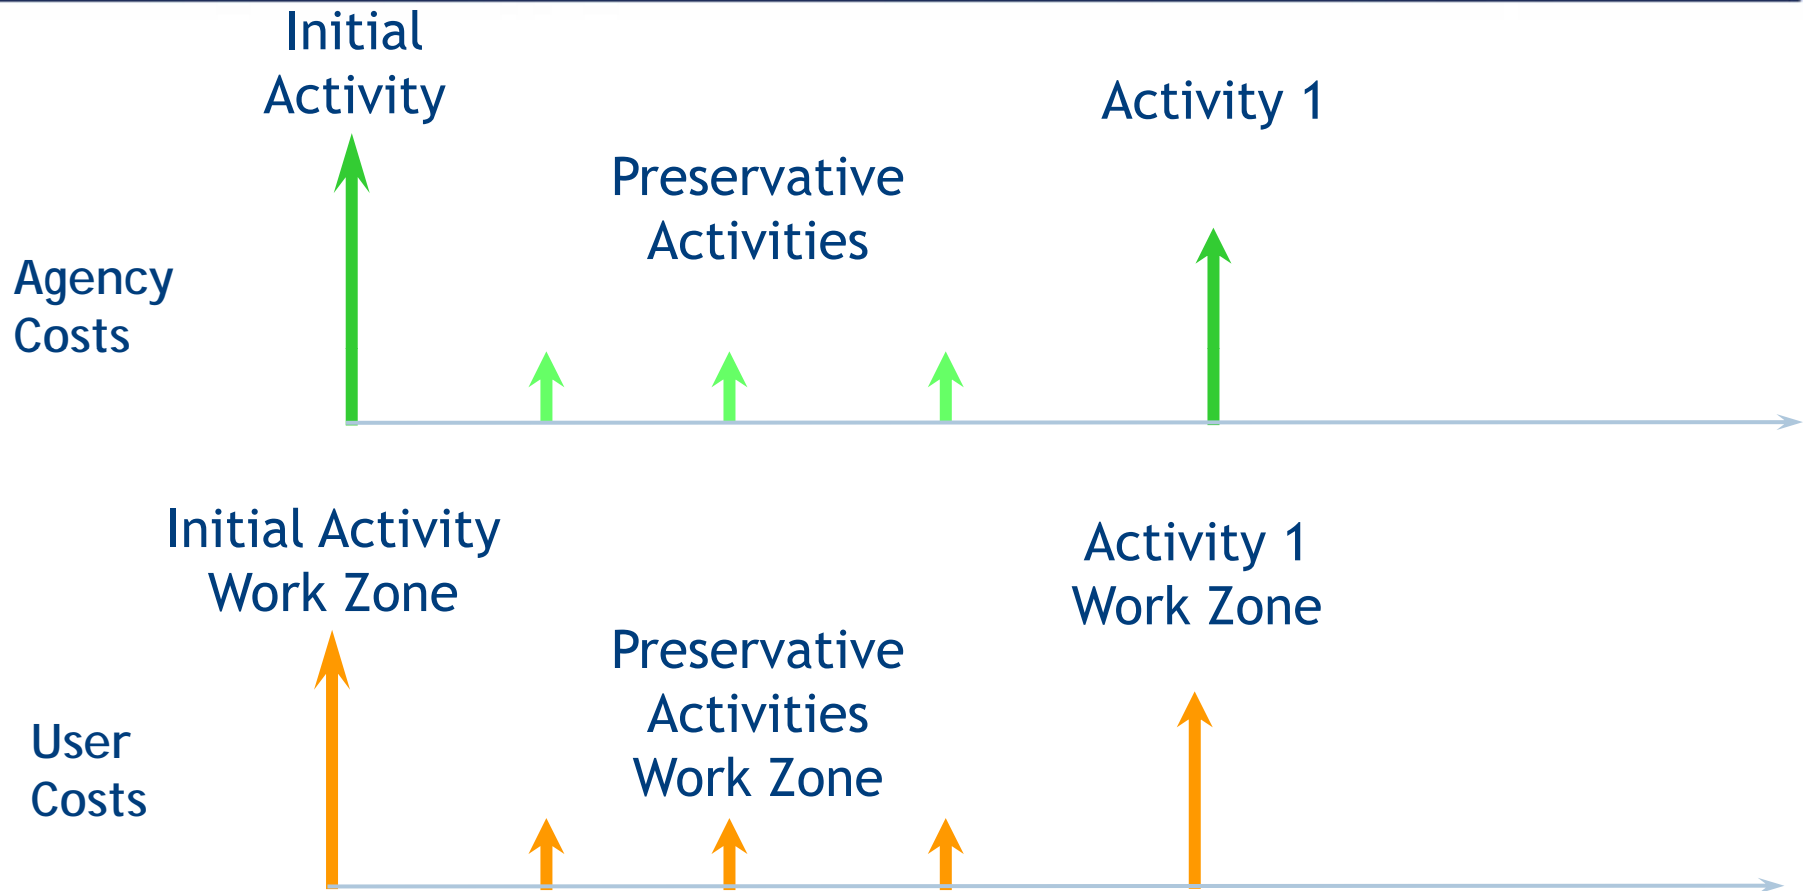 Initial
Activity
Activity 1
Preservative
Activities
Agency
Costs
Initial Activity
Work Zone
Activity 1
Work Zone
Preservative
Activities
Work Zone
User
Costs